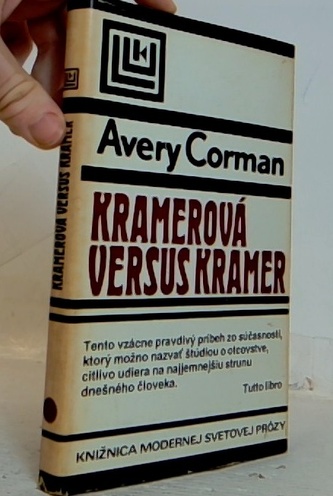 Avery Corman
KRAMEROVÁ
VERSUS KRAMER
Tento vzácne pravdivý príbeh zo súčasnosti,
ktorý možno nazvať štúdiou o otcovstve,
citlivo udiera na najjemnejšiu strunu
dnešného človeka.
Tutto libro
KNIŽNICA MODERNEJ SVETOVEJ PRÓZY
KRAMEROVÁ VERSUS KRAMER